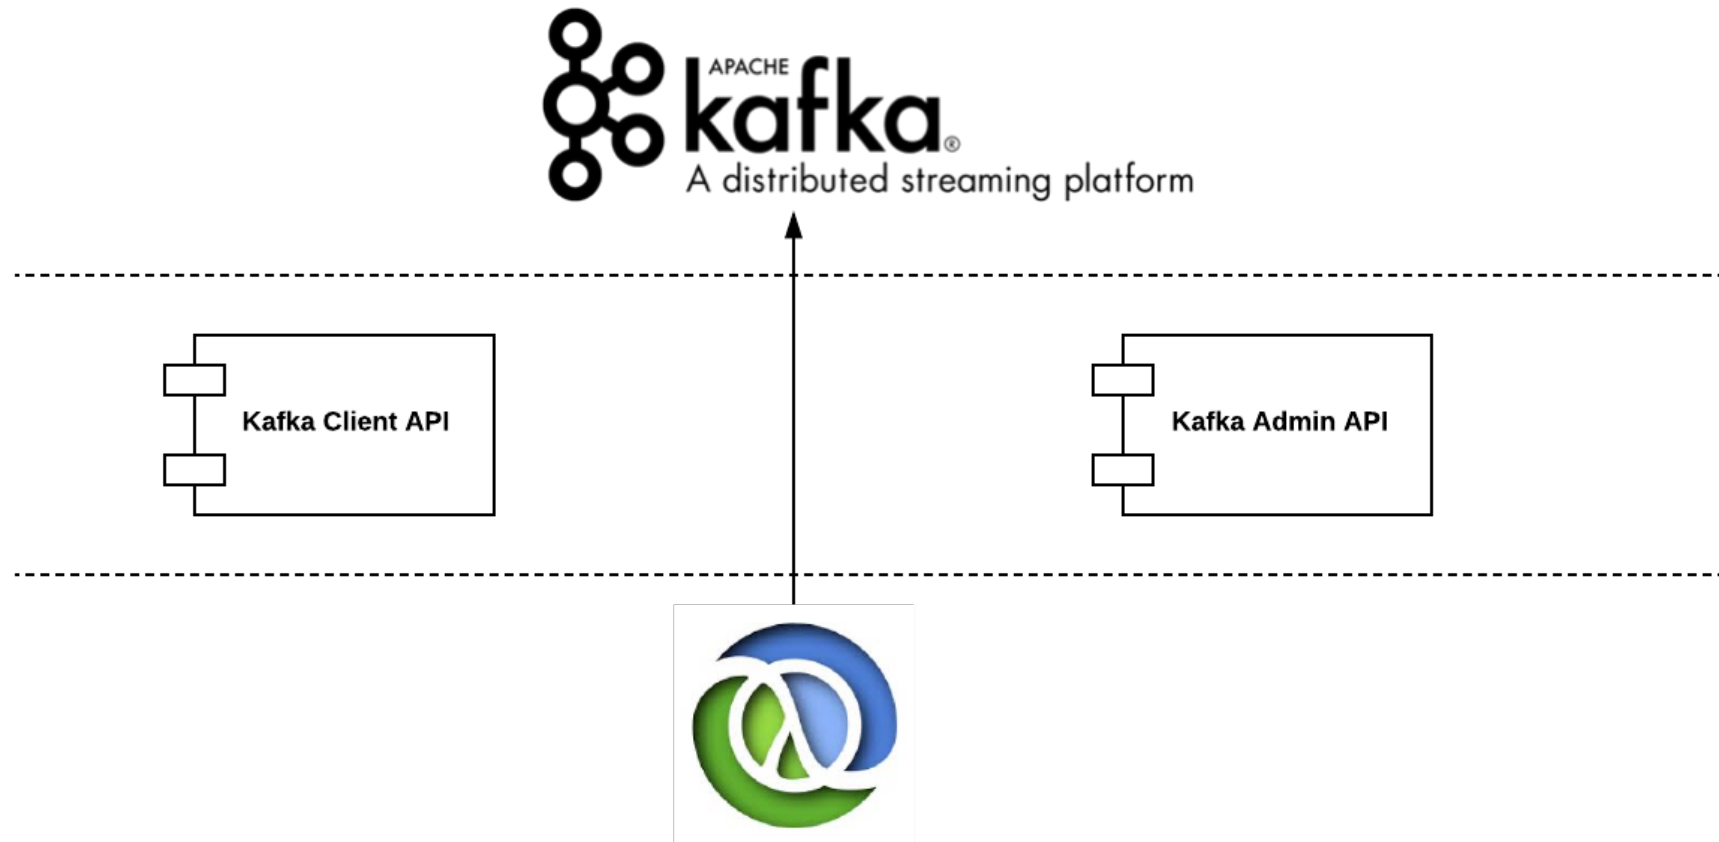 APACHE
kafka®
A distributed streaming platform
Kafka Client API
Kafka Admin API